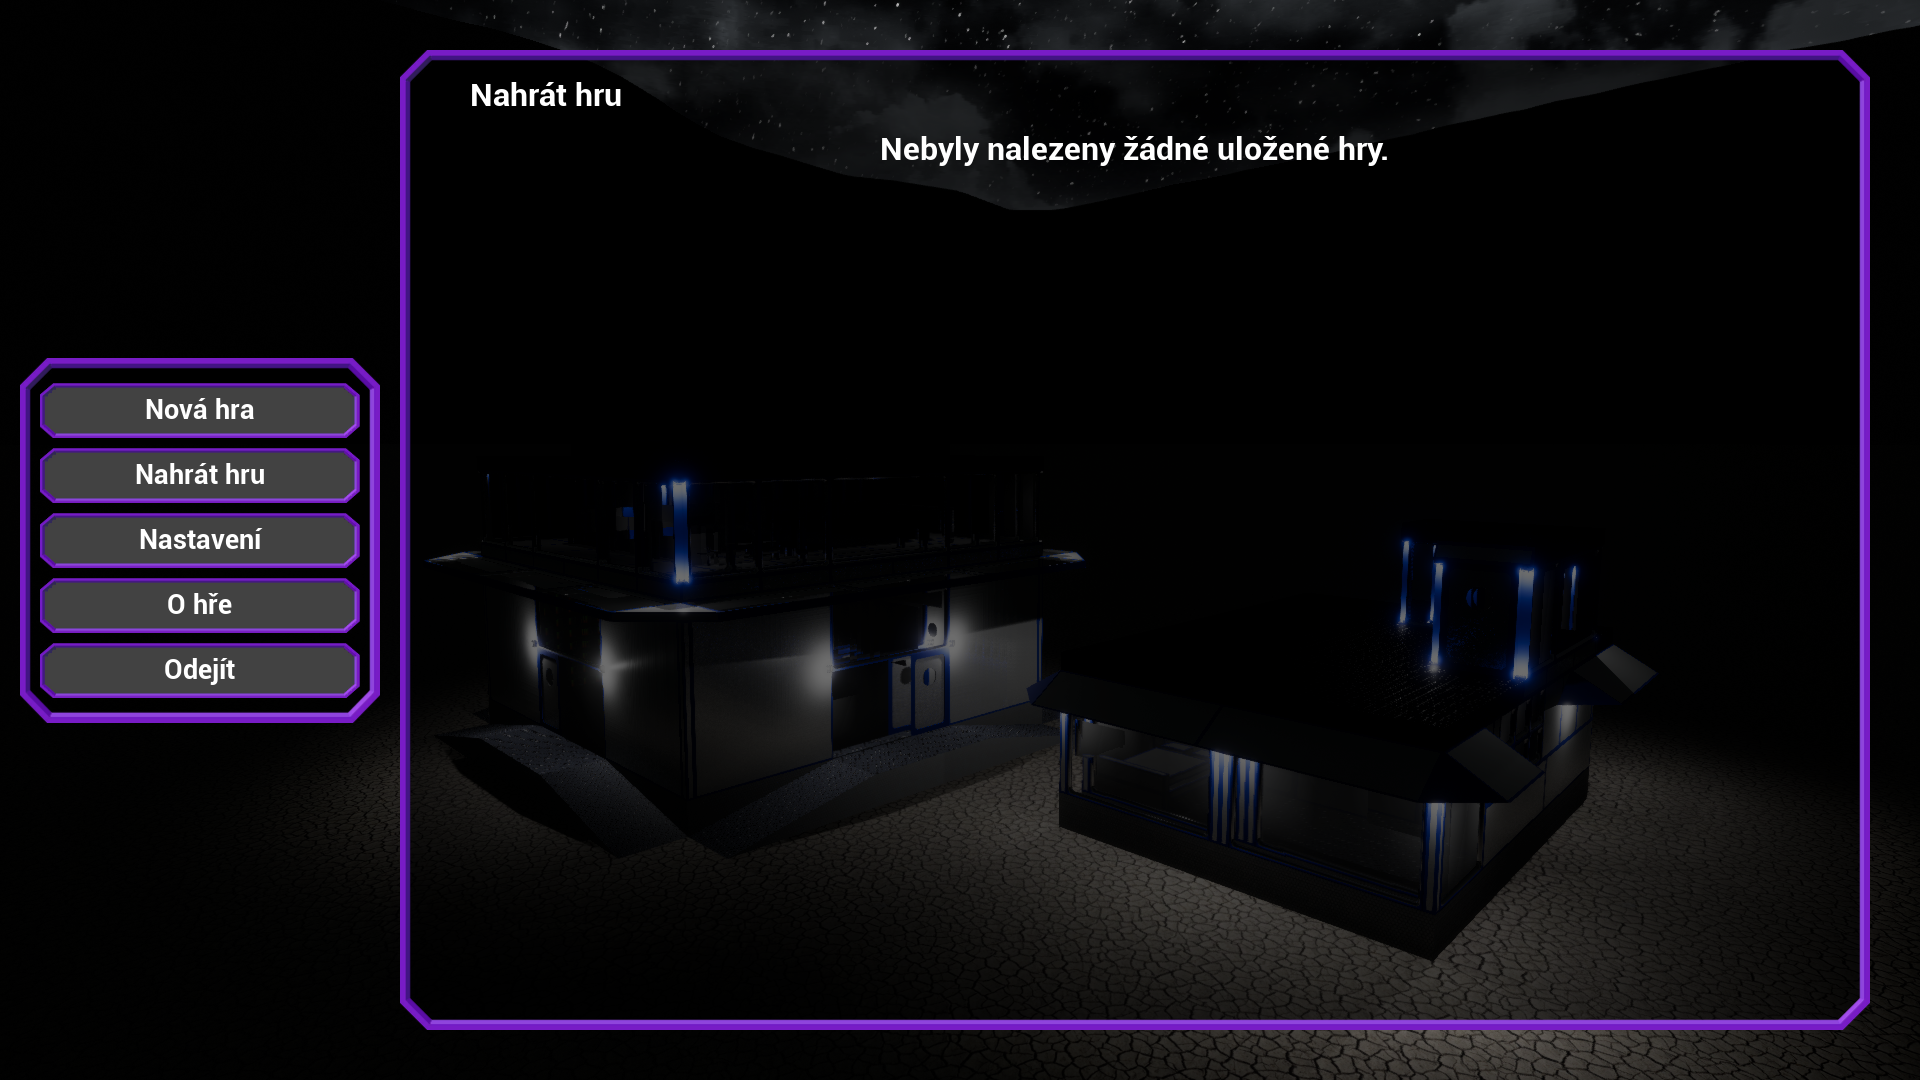 Nahrát hru
Nebyly nalezeny žádné uložené hry.
Nová hra
Nahrát hru
Nastavení
O hře
Odejít